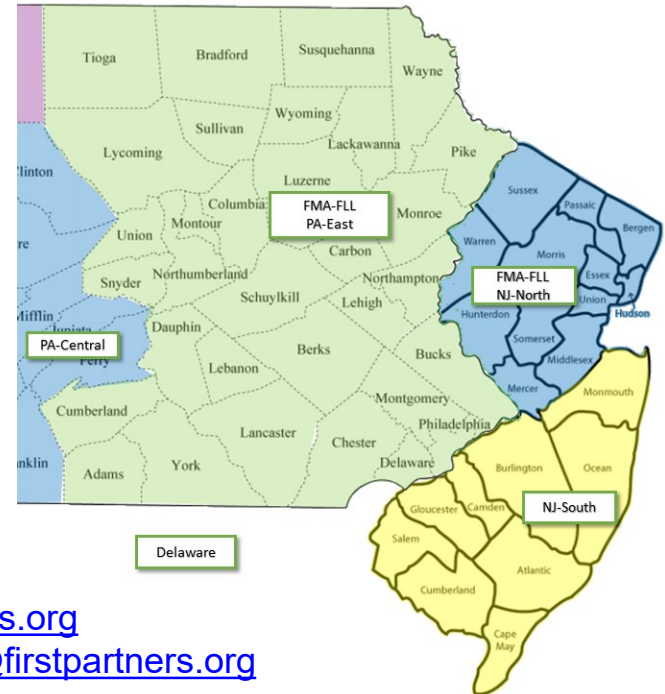 Tioga
Bradford
Susquehanna
Wayne
Wyoming
Sullivan
Lackawanna
Lycoming
Pike
Clinton
Luzerne
Columbia
FMA-FLL
PA-East
Monroe
Union
Montour
Carbon
Snyder
Northumberland
Northampton
Schuylkill
Lehigh
Mifflin
Juniata
Perry
PA-Central
Dauphin
Berks
Bucks
Lebanon
Cumberland
Montgomery
Lancaster
Philadelphia
Chester
Delaware
anklin
Adams
York
Sussex
Passaic
Bergen
Warren
Morris
Essex
FMA-FLL
NJ-North
Union
Hudson
Hunterdon
Somerset
Middlesex
Mercer
Monmouth
Burlington
Ocean
NJ-South
Gloucester
Camden
Salem
Atlantic
Cumberland
Cape
May
Delaware
s.org
@firstpartners.org